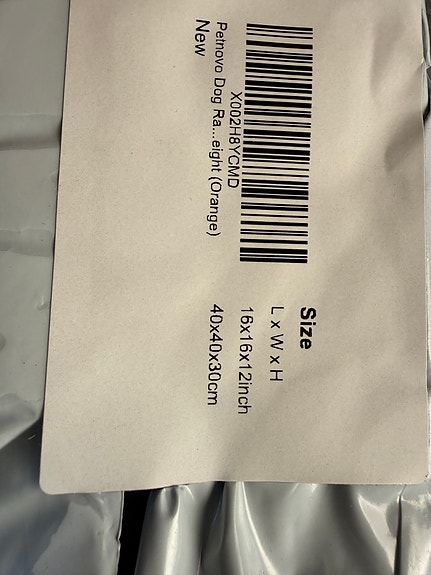 X002H8YCMD
Petnovo Dog Ra...eight (Orange)
New
Size
L x W x H
16x16x12inch
40x40x30cm